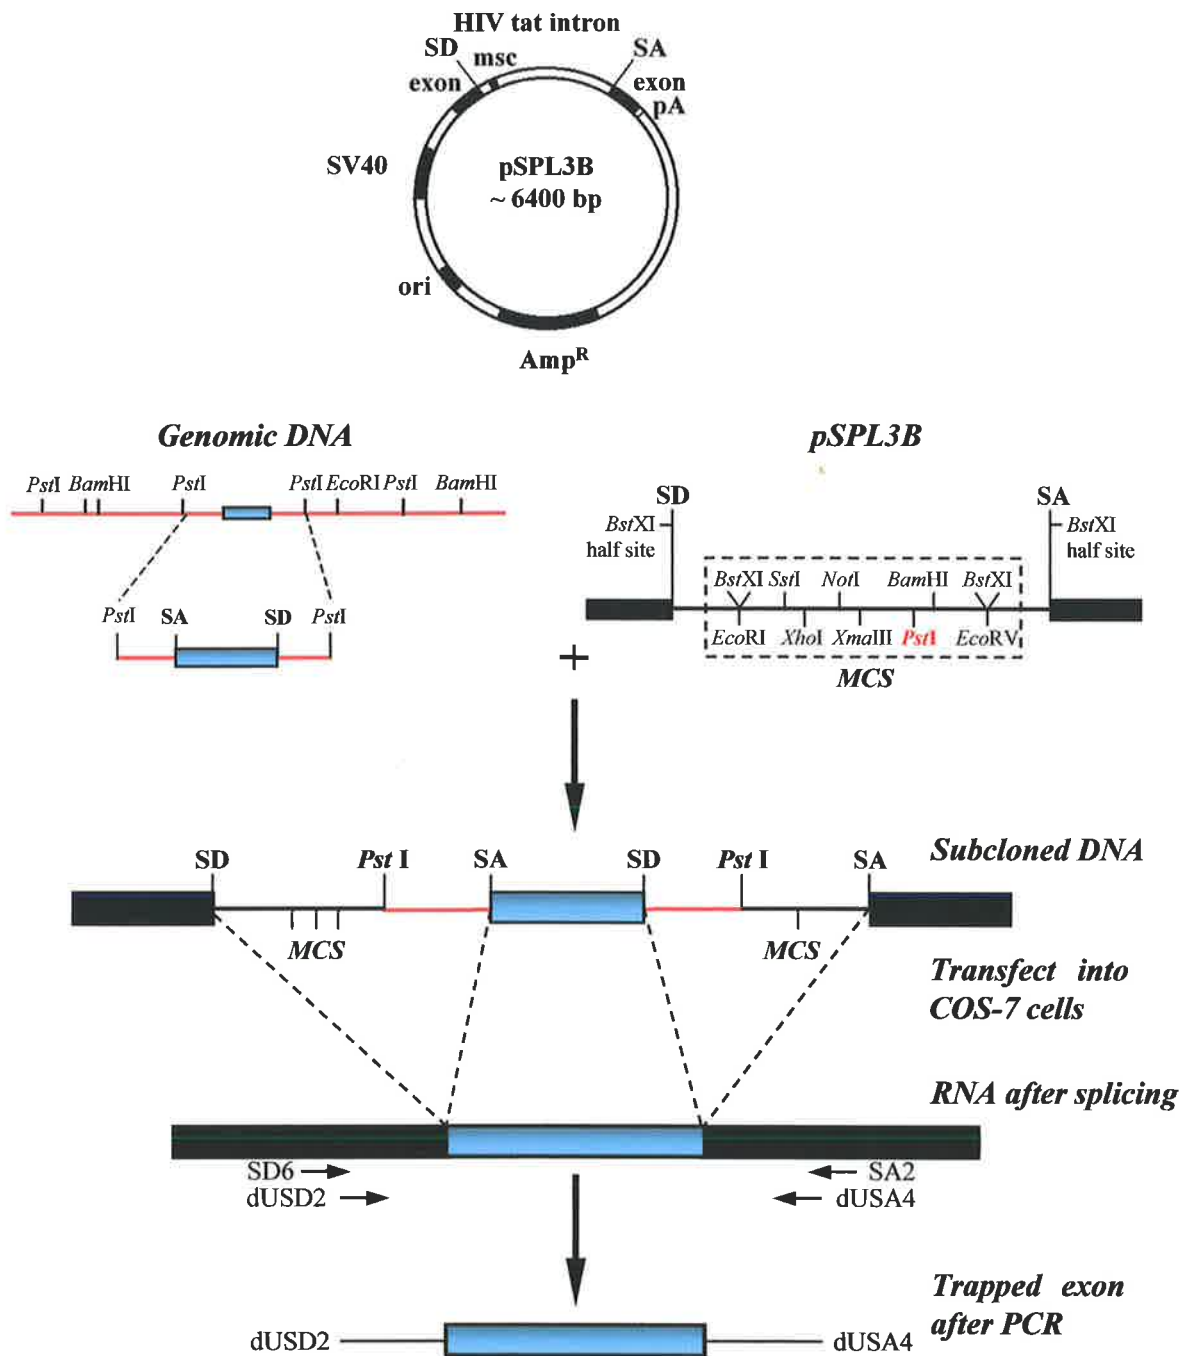 HIV tat intron
SD
msc
SA
exon
exon
pA
SV40
pSPL3B
~ 6400 bp
ori
Amp^R
Genomic DNA
pSPL3B
PstI BamHI PstI PstI EcoRI PstI BamHI
SD
SA
BstXI
half site
BstXI
half site
BstXI SstI NotI BamHI BstXI
EcoRI XhoI XmaIII PstI EcoRV
MCS
PstI SA SD PstI
+
Subcloned DNA
SD Pst I SA SD Pst I SA
MCS MCS
Transfect into
COS-7 cells
RNA after splicing
SD6 SA2
dUSD2 dUSA4
Trapped exon
after PCR
dUSD2 dUSA4